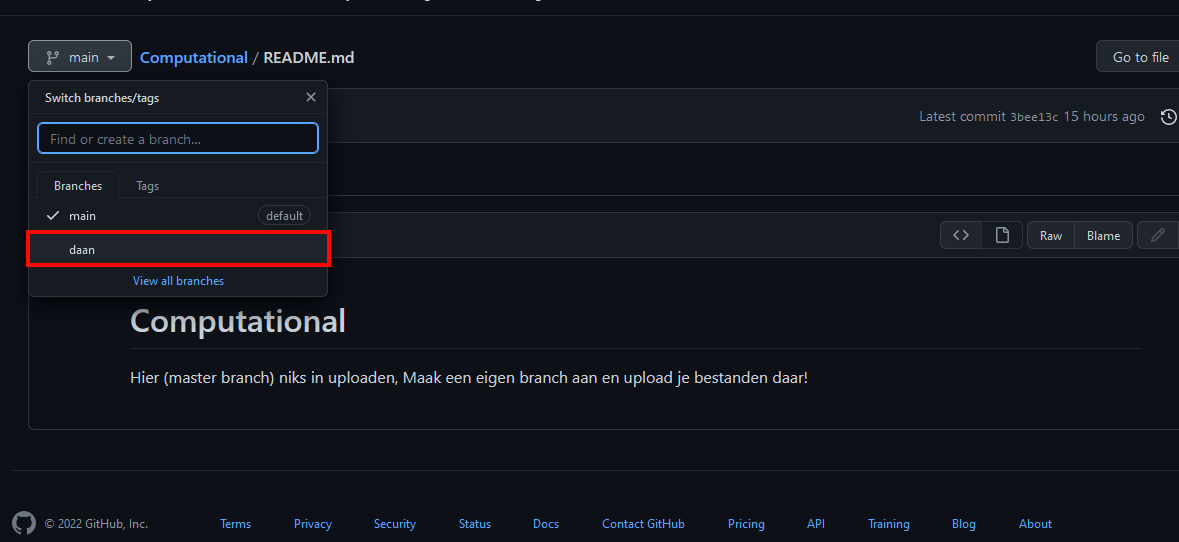 main
Computational / README.md
Go to file
Switch branches/tags
Latest commit 3bee13c 15 hours ago
Find or create a branch...
Branches
Tags
main
default
daan
Raw
Blame
View all branches
Computational
Hier (master branch) niks in uploaden, Maak een eigen branch aan en upload je bestanden daar!
© 2022 GitHub, Inc.
Terms
Privacy
Security
Status
Docs
Contact GitHub
Pricing
API
Training
Blog
About